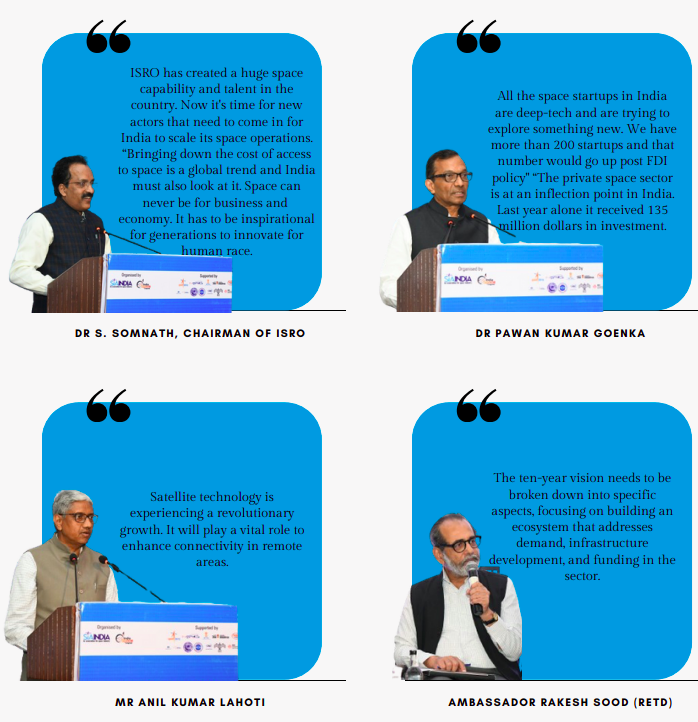 ISRO has created a huge space
capability and talent in the
country. Now it's time for new
actors that need to come in for
India to scale its space operations.
"Bringing down the cost of access
to space is a global trend and India
must also look at it. Space can
never be for business and
economy. It has to be inspirational
for generations to innovate for
human race.
Organised by
Supported by
INDIA
DR S. SOMNATH, CHAIRMAN OF ISRO
All the space startups in India
are deep-tech and are trying to
explore something new. We have
more than 200 startups and that
number would go up post FDI
policy" "The private space sector
is at an inflection point in India.
Last year alone it received 135
million dollars in investment.
Organised by
Supported by
INDIA
DR PAWAN KUMAR GOENKA
Satellite technology is
experiencing a revolutionary
growth. It will play a vital role to
enhance connectivity in remote
areas.
Organised by
Supported by
INDIA
MR ANIL KUMAR LAHOTI
The ten-year vision needs to be
broken down into specific
aspects, focusing on building an
ecosystem that addresses
demand, infrastructure
development, and funding in the
sector.
AMBASSADOR RAKESH SOOD (RETD)